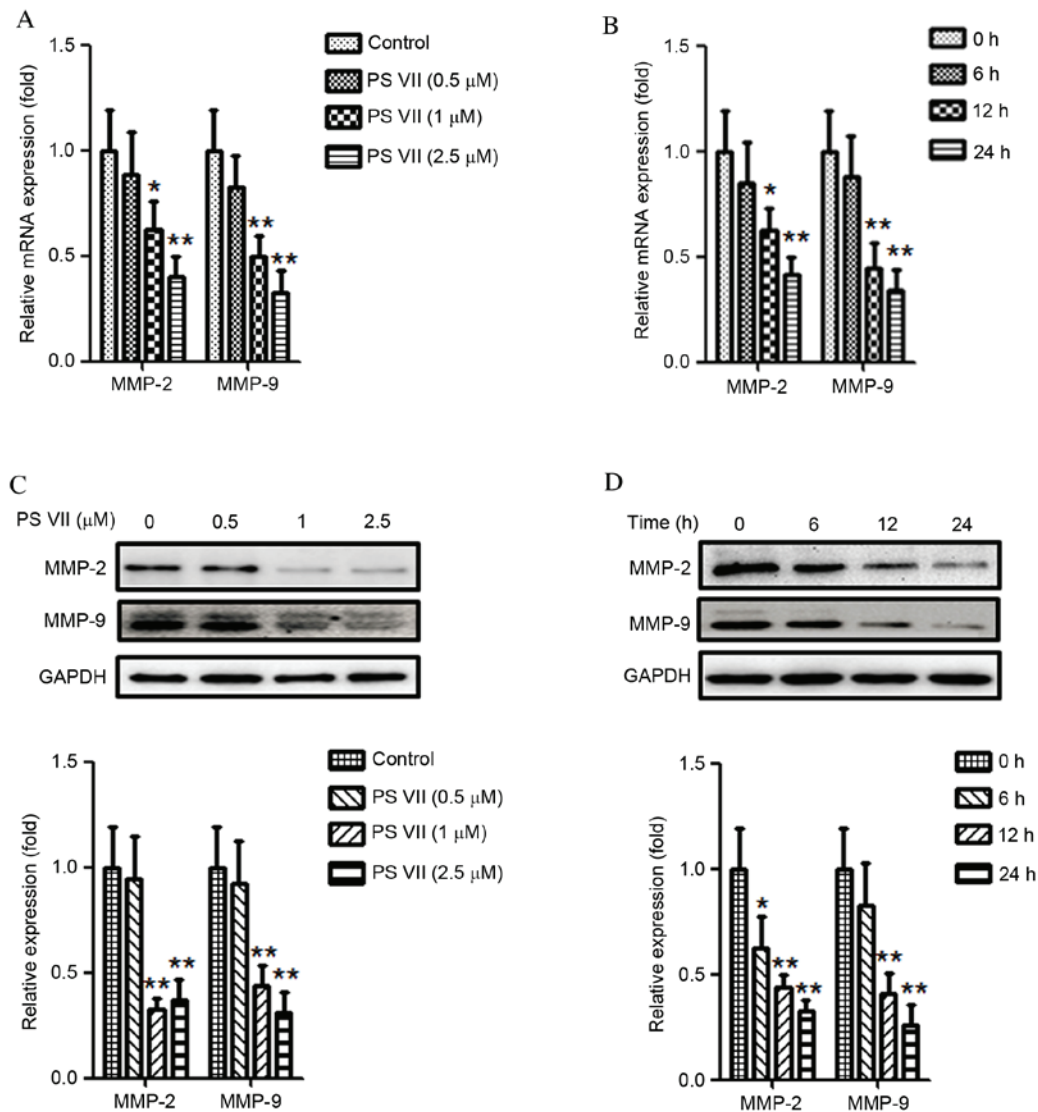 A
Relative mRNA expression (fold)
1.5
1.0
0.5
0.0
* ** ** **
MMP-2 MMP-9
Control
PS VII (0.5 μM)
PS VII (1 μM)
PS VII (2.5 μM)
B
Relative mRNA expression (fold)
1.5
1.0
0.5
0.0
* ** ** **
MMP-2 MMP-9
0 h
6 h
12 h
24 h
C
PS VII (μM) 0 0.5 1 2.5
MMP-2
MMP-9
GAPDH
Relative expression (fold)
1.5
1.0
0.5
0.0
** ** ** **
MMP-2 MMP-9
Control
PS VII (0.5 μM)
PS VII (1 μM)
PS VII (2.5 μM)
D
Time (h) 0 6 12 24
MMP-2
MMP-9
GAPDH
Relative expression (fold)
1.5
1.0
0.5
0.0
* ** ** ** **
MMP-2 MMP-9
0 h
6 h
12 h
24 h